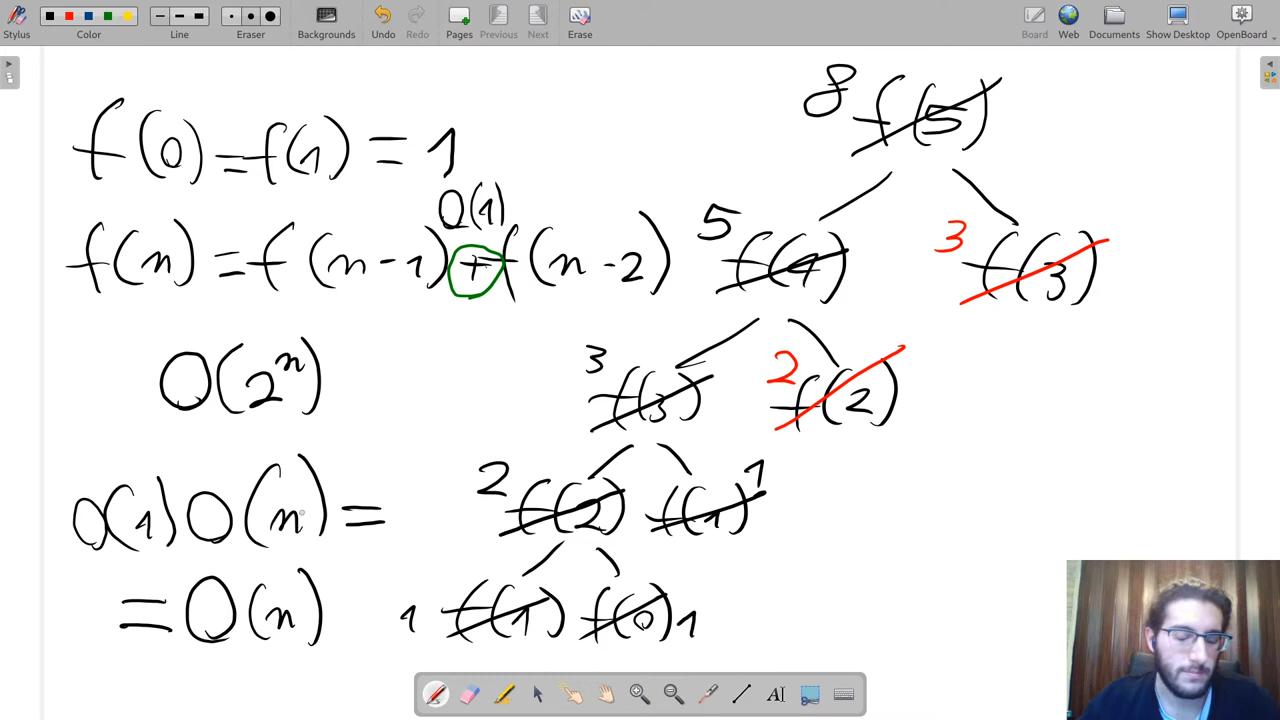 Stylus Color Line Eraser Backgrounds Undo Redo Pages Previous Next Erase Board Web Documents Show Desktop OpenBoard
f(0) = f(1) = 1
O(1)
f(n) = f(n-1) + f(n-2)
O(2^n)
O(1) O(n) =
= O(n)
8 f(5)
5 f(4) 3 f(3)
3 f(3) 2 f(2)
2 f(2) f(1) 1
1 f(1) f(0) 1
AI